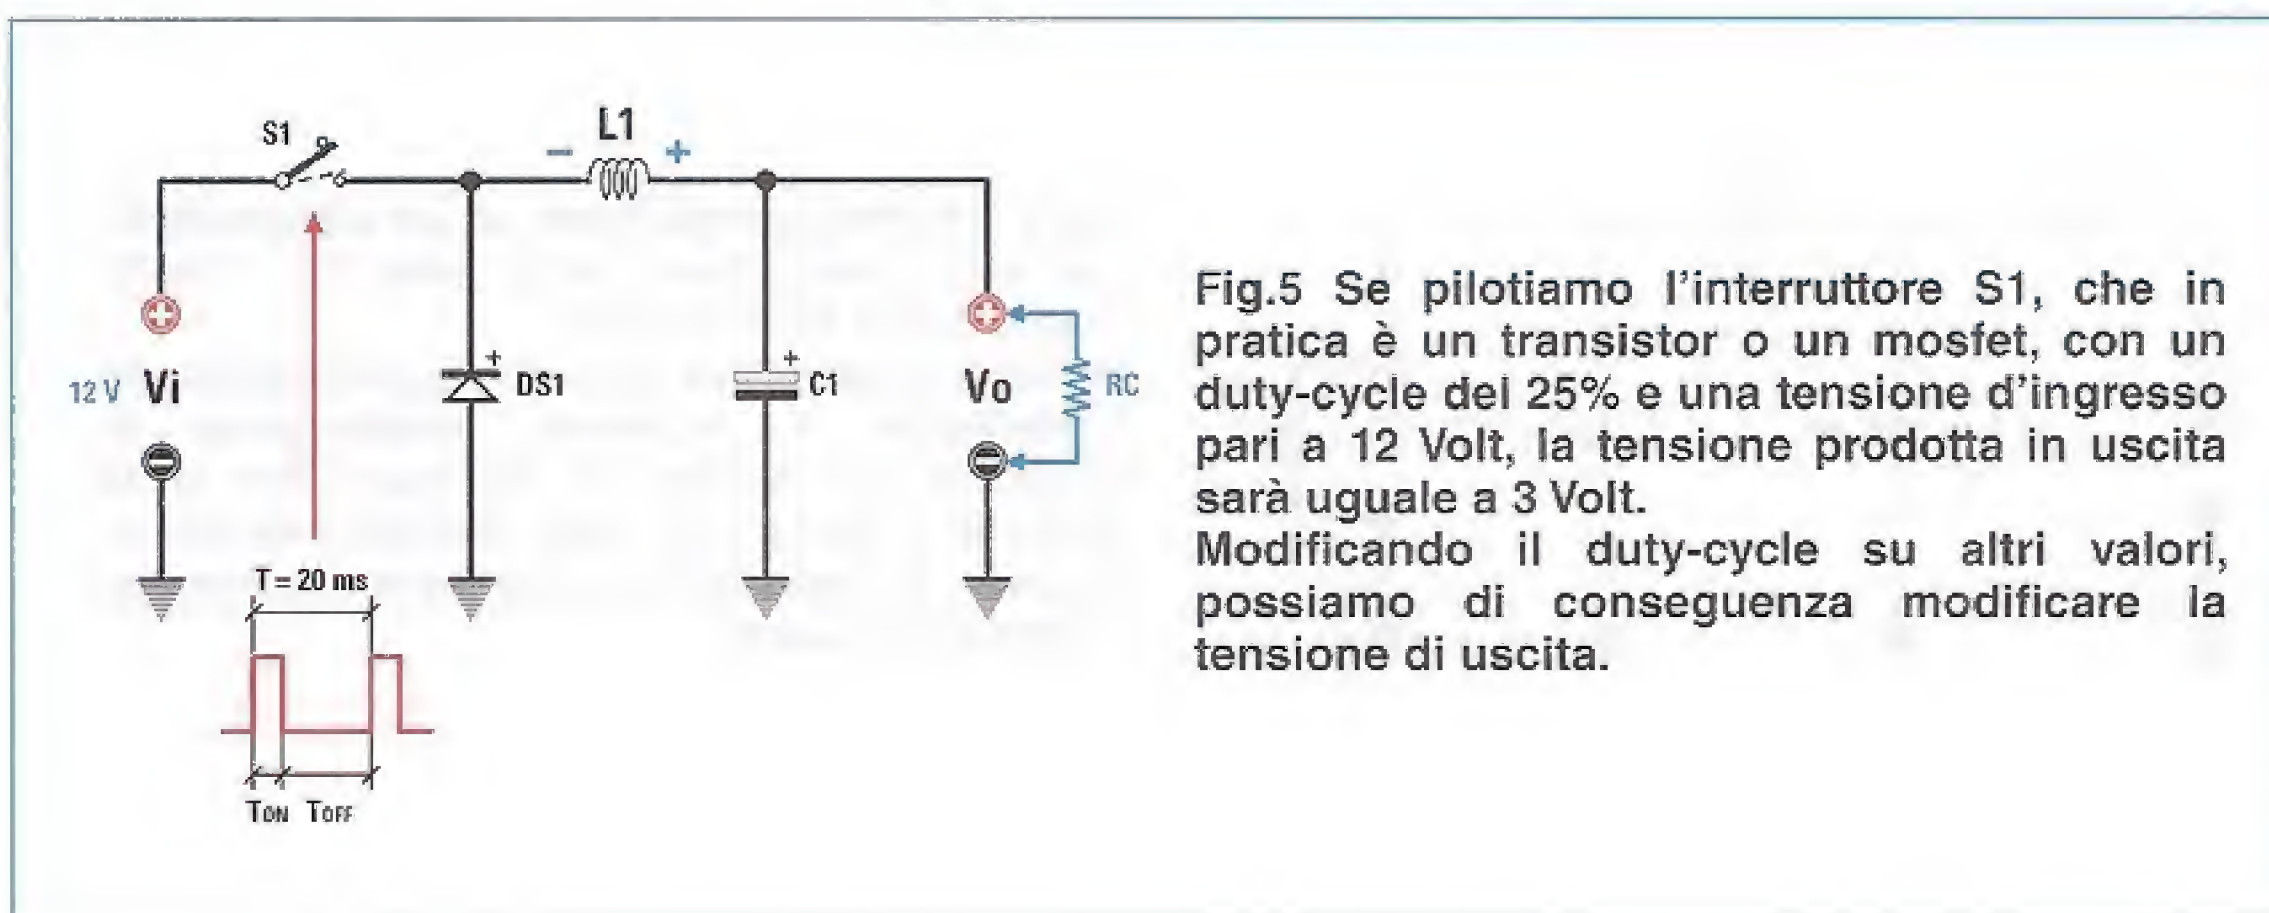 S1
L1
− +
12 V Vi
+
DS1
+
C1
Vo
RC
T = 20 ms
TON TOFF
Fig.5 Se pilotiamo l'interruttore S1, che in
pratica è un transistor o un mosfet, con un
duty-cycle del 25% e una tensione d'ingresso
pari a 12 Volt, la tensione prodotta in uscita
sarà uguale a 3 Volt.
Modificando il duty-cycle su altri valori,
possiamo di conseguenza modificare la
tensione di uscita.